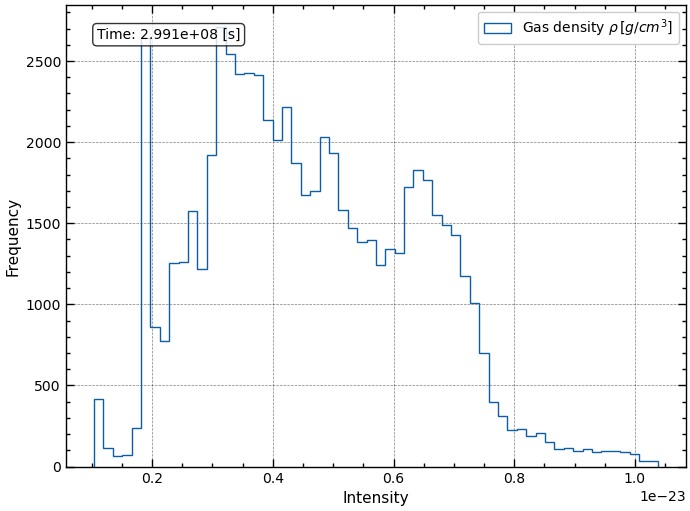 Time: 2.991e+08 [s]
Gas density ρ [g/cm³]
Frequency
2500
2000
1500
1000
500
0
0.2 0.4 0.6 0.8 1.0
1e−23
Intensity